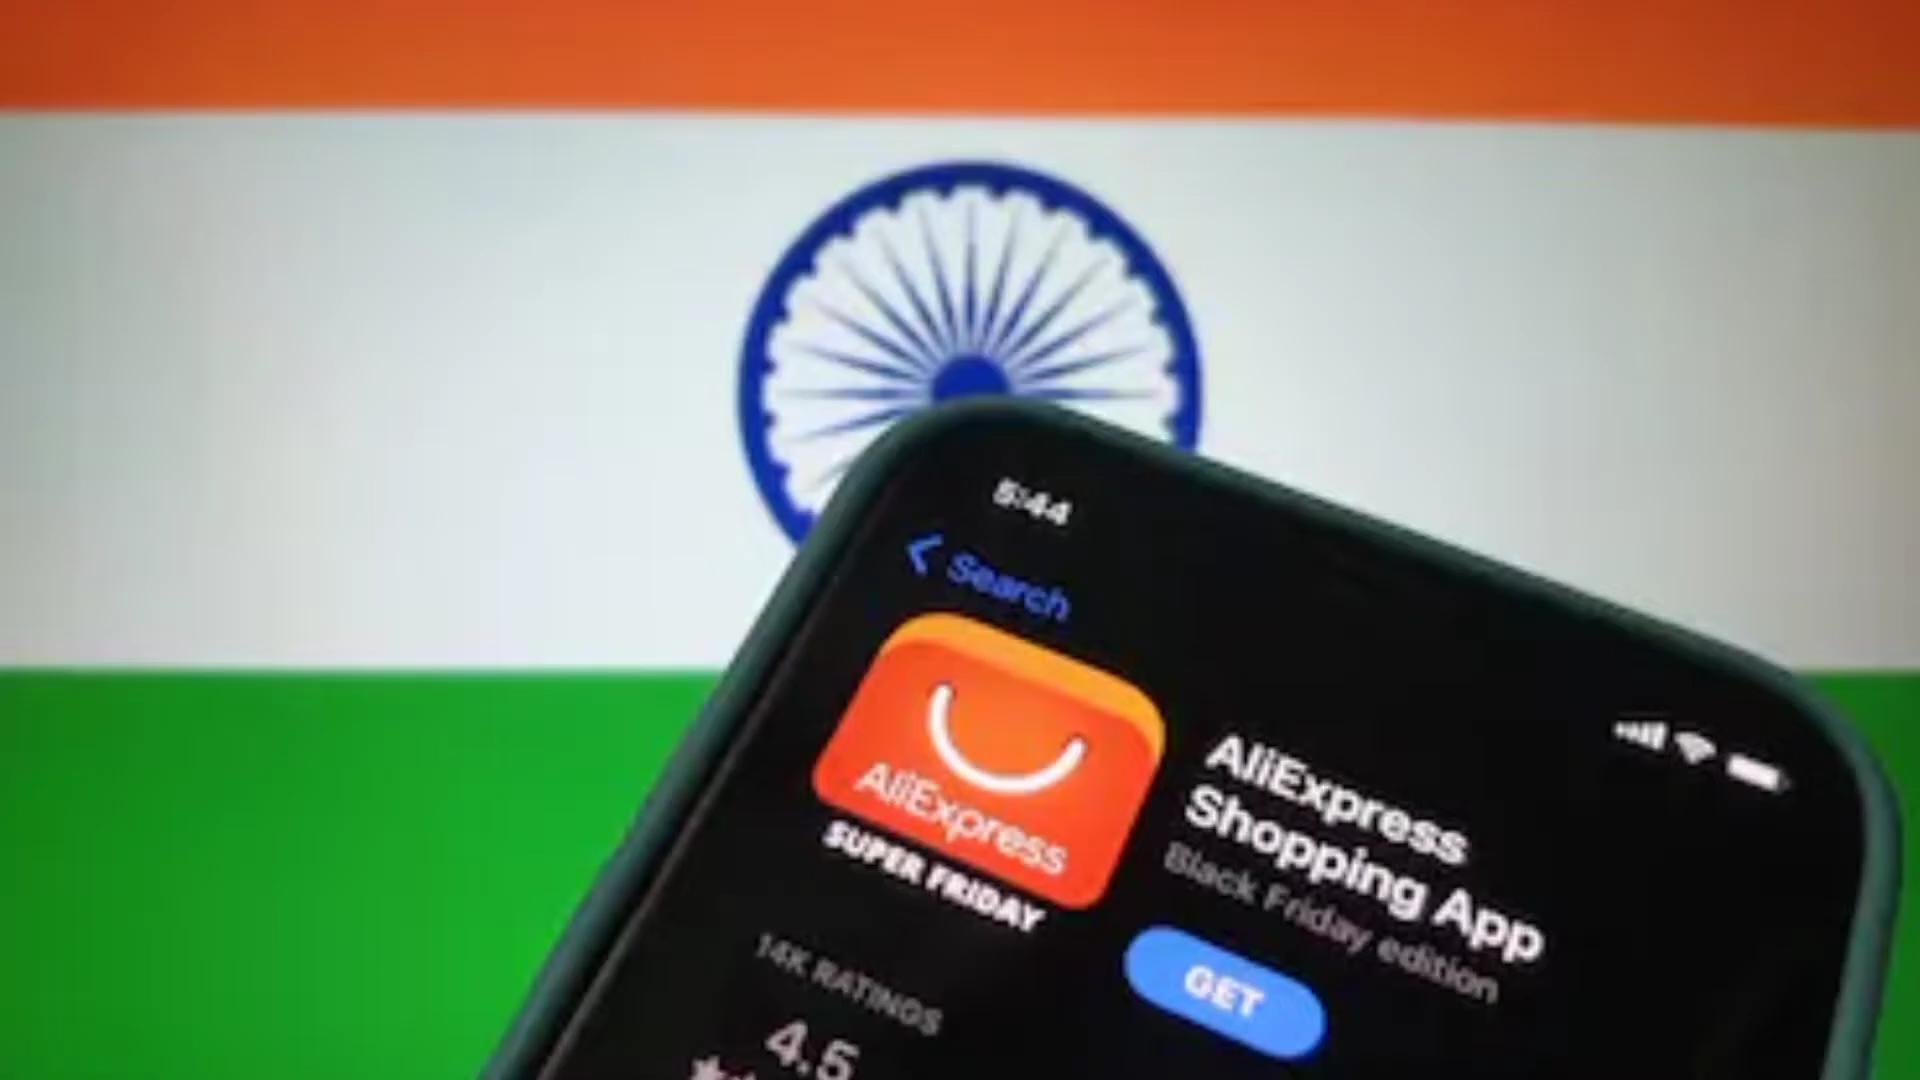 5:44
Search
AliExpress
SUPER FRIDAY
AliExpress
Shopping App
Black Friday edition
GET
14K RATINGS
4.5